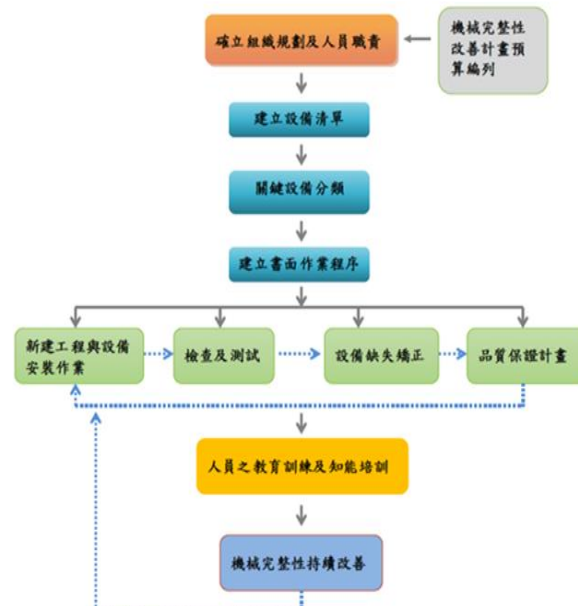 確立組織規劃及人員職責
機械完整性
改善計畫預
算編列
建立設備清單
關鍵設備分類
建立書面作業程序
新建工程與設備
安裝作業
檢查及測試
設備缺失矯正
品質保證計畫
人員之教育訓練及知能培訓
機械完整性持續改善